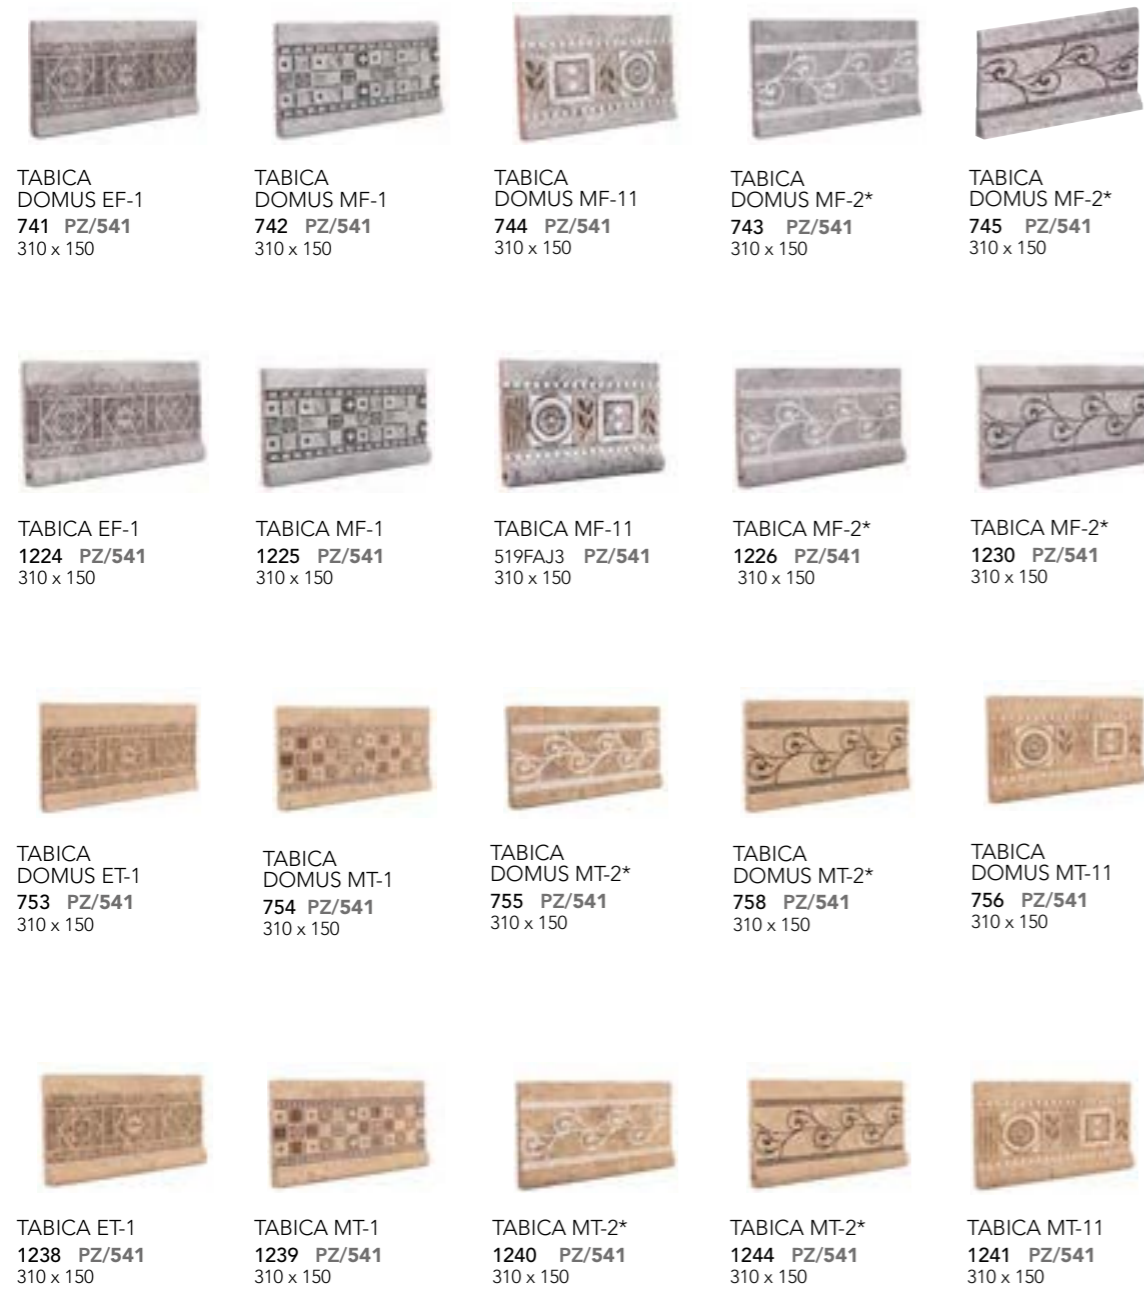 TABICA
DOMUS EF-1
741 PZ/541
310 x 150
TABICA
DOMUS MF-1
742 PZ/541
310 x 150
TABICA
DOMUS MF-11
744 PZ/541
310 x 150
TABICA
DOMUS MF-2*
743 PZ/541
310 x 150
TABICA
DOMUS MF-2*
745 PZ/541
310 x 150
TABICA EF-1
1224 PZ/541
310 x 150
TABICA MF-1
1225 PZ/541
310 x 150
TABICA MF-11
519FAJ3 PZ/541
310 x 150
TABICA MF-2*
1226 PZ/541
310 x 150
TABICA MF-2*
1230 PZ/541
310 x 150
TABICA
DOMUS ET-1
753 PZ/541
310 x 150
TABICA
DOMUS MT-1
754 PZ/541
310 x 150
TABICA
DOMUS MT-2*
755 PZ/541
310 x 150
TABICA
DOMUS MT-2*
758 PZ/541
310 x 150
TABICA
DOMUS MT-11
756 PZ/541
310 x 150
TABICA ET-1
1238 PZ/541
310 x 150
TABICA MT-1
1239 PZ/541
310 x 150
TABICA MT-2*
1240 PZ/541
310 x 150
TABICA MT-2*
1244 PZ/541
310 x 150
TABICA MT-11
1241 PZ/541
310 x 150